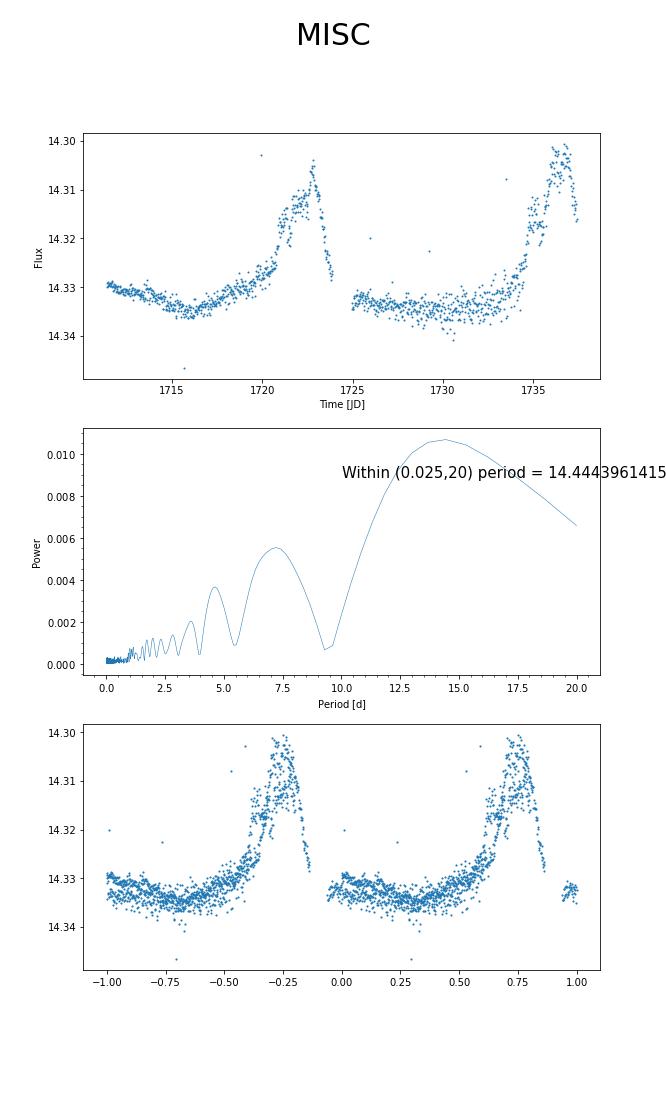 MISC
14.30
14.31
14.32
14.33
14.34
Flux
1715 1720 1725 1730 1735
Time [JD]
0.010
0.008
0.006
0.004
0.002
0.000
Power
Within (0.025,20) period = 14.4443961415
0.0 2.5 5.0 7.5 10.0 12.5 15.0 17.5 20.0
Period [d]
14.30
14.31
14.32
14.33
14.34
−1.00 −0.75 −0.50 −0.25 0.00 0.25 0.50 0.75 1.00